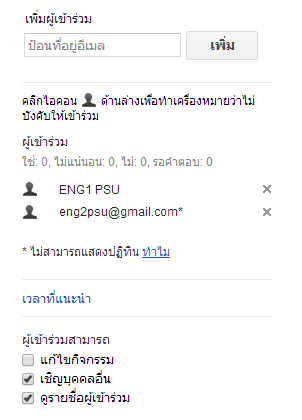 เพิ่มผู้เข้าร่วม
ป้อนที่อยู่อีเมล
เพิ่ม
คลิกไอคอน ด้านล่างเพื่อทำเครื่องหมายว่าไม่
บังคับให้เข้าร่วม
ผู้เข้าร่วม
ใช่: 0, ไม่แน่นอน: 0, ไม่: 0, รอคำตอบ: 0
ENG1 PSU
eng2psu@gmail.com*
* ไม่สามารถแสดงปฏิทิน ทำไม
เวลาที่แนะนำ
ผู้เข้าร่วมสามารถ
แก้ไขกิจกรรม
เชิญบุคคลอื่น
ดูรายชื่อผู้เข้าร่วม